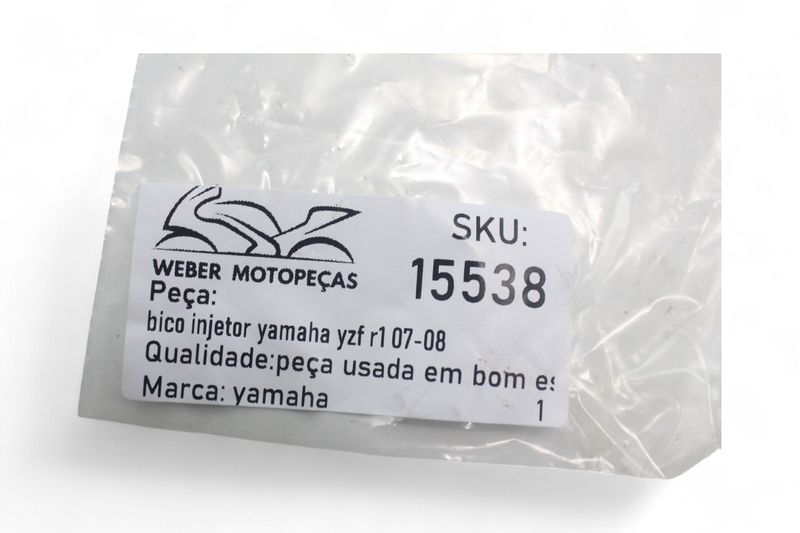 SKU:
15538
WEBER MOTOPEÇAS
Peça:
bico injetor yamaha yzf r1 07-08
Qualidade:peça usada em bom es
Marca: yamaha
1